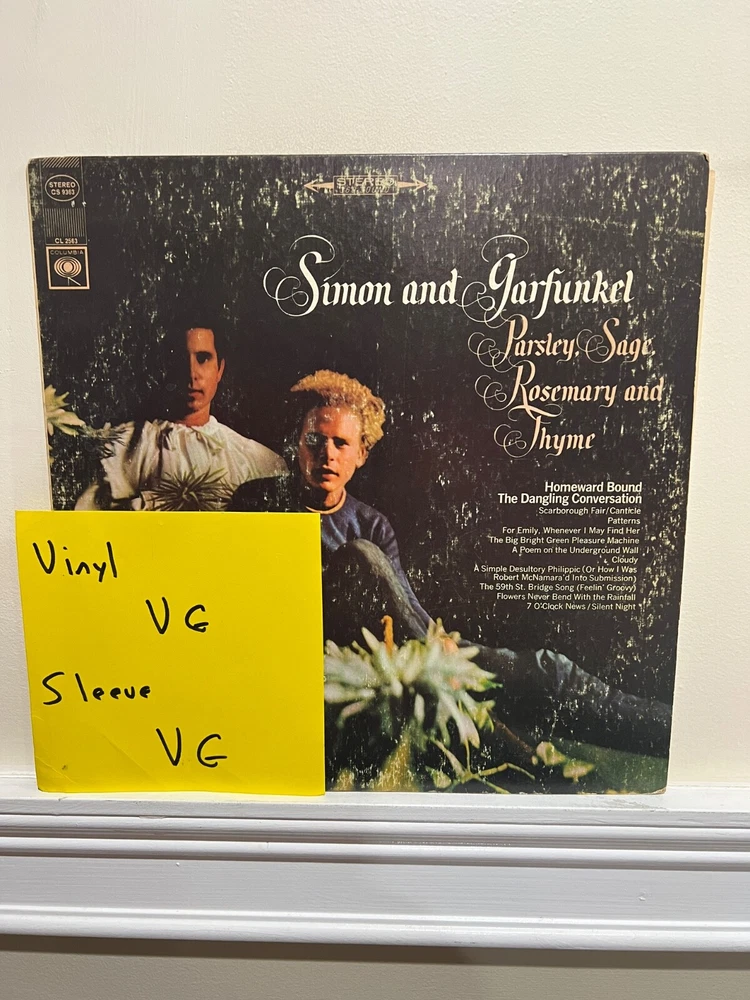 STEREO
CS 9363
CL 2563
COLUMBIA
STEREO
Simon and Garfunkel
Parsley, Sage,
Rosemary and
Thyme
Homeward Bound
The Dangling Conversation
Scarborough Fair/Canticle
Patterns
For Emily, Whenever I May Find Her
The Big Bright Green Pleasure Machine
A Poem on the Underground Wall
Cloudy
A Simple Desultory Philippic (Or How I Was
Robert McNamara'd Into Submission)
The 59th St. Bridge Song (Feelin' Groovy)
Flowers Never Bend With the Rainfall
7 O'Clock News/Silent Night
Vinyl
VG
Sleeve
VG